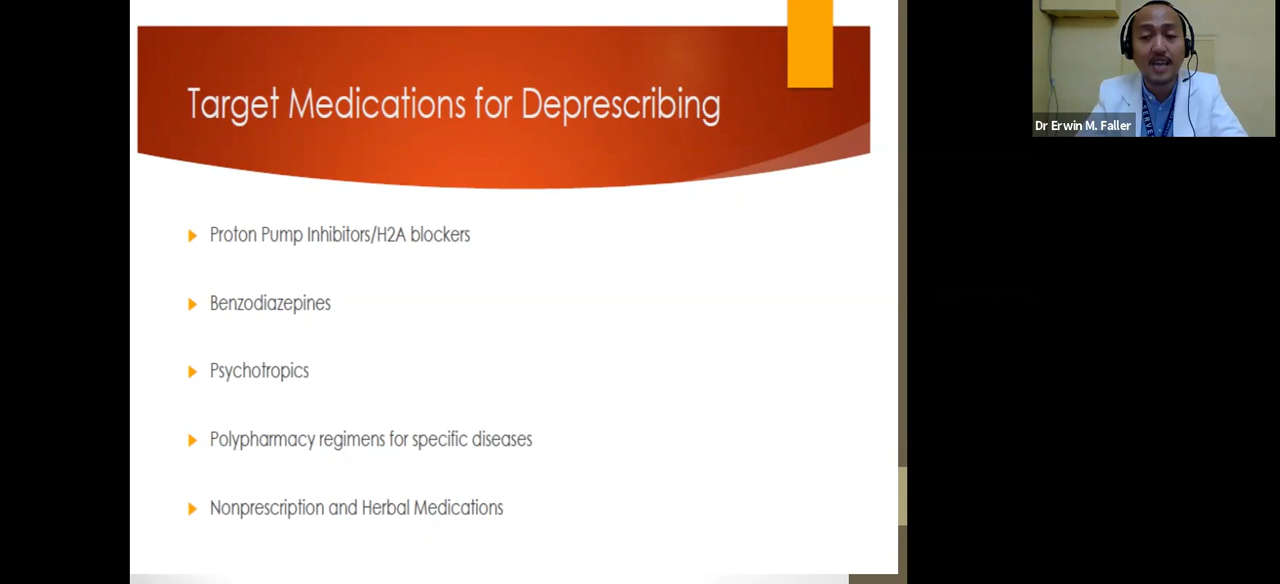 Target Medications for Deprescribing
Dr Erwin M. Faller
Proton Pump Inhibitors/H2A blockers
Benzodiazepines
Psychotropics
Polypharmacy regimens for specific diseases
Nonprescription and Herbal Medications